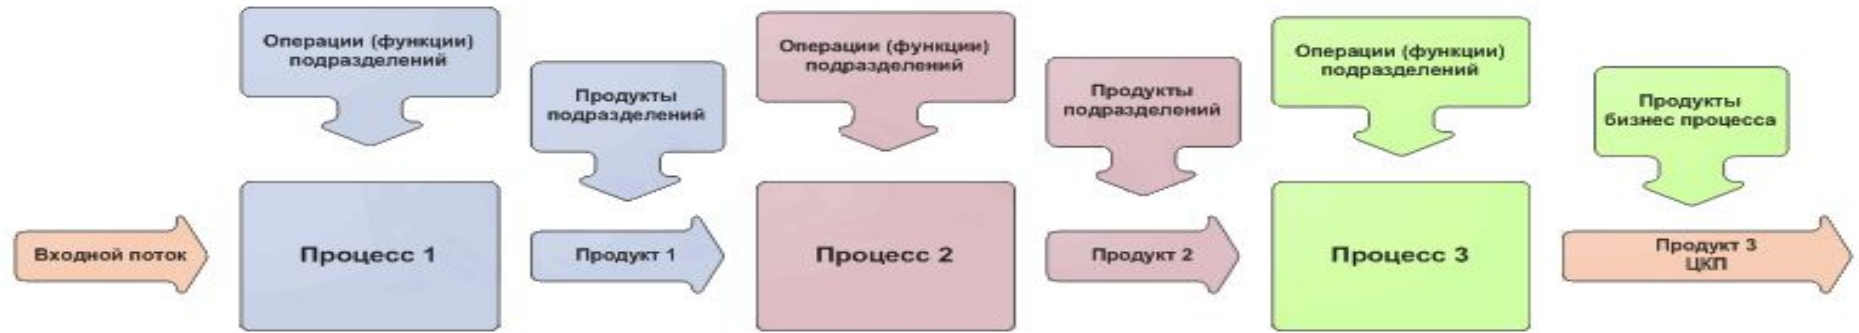 Операции (функции)
подразделений
Продукты
подразделений
Операции (функции)
подразделений
Продукты
подразделений
Операции (функции)
подразделений
Продукты
бизнес процесса
Входной поток
Процесс 1
Продукт 1
Процесс 2
Продукт 2
Процесс 3
Продукт 3
ЦКП